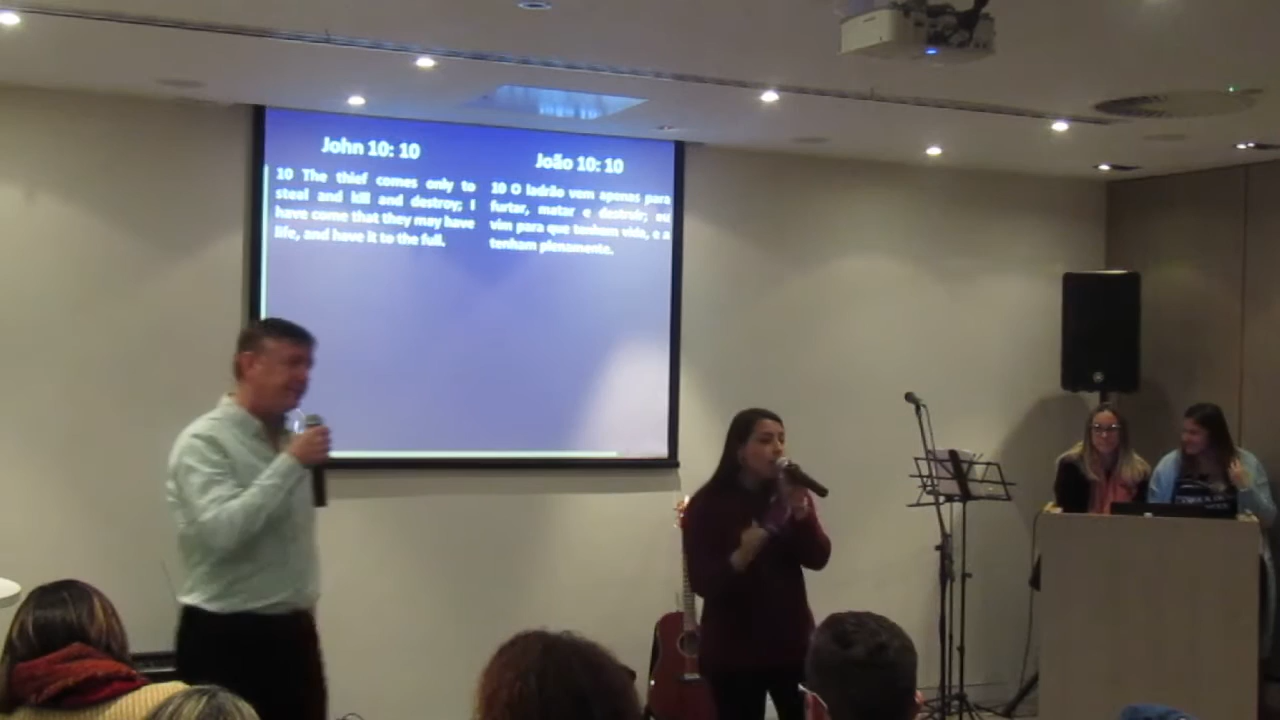 John 10: 10
10 The thief comes only to
steal and kill and destroy; I
have come that they may have
life, and have it to the full.
João 10: 10
10 O ladrão vem apenas para
furtar, matar e destruir; eu
vim para que tenham vida, e a
tenham plenamente.